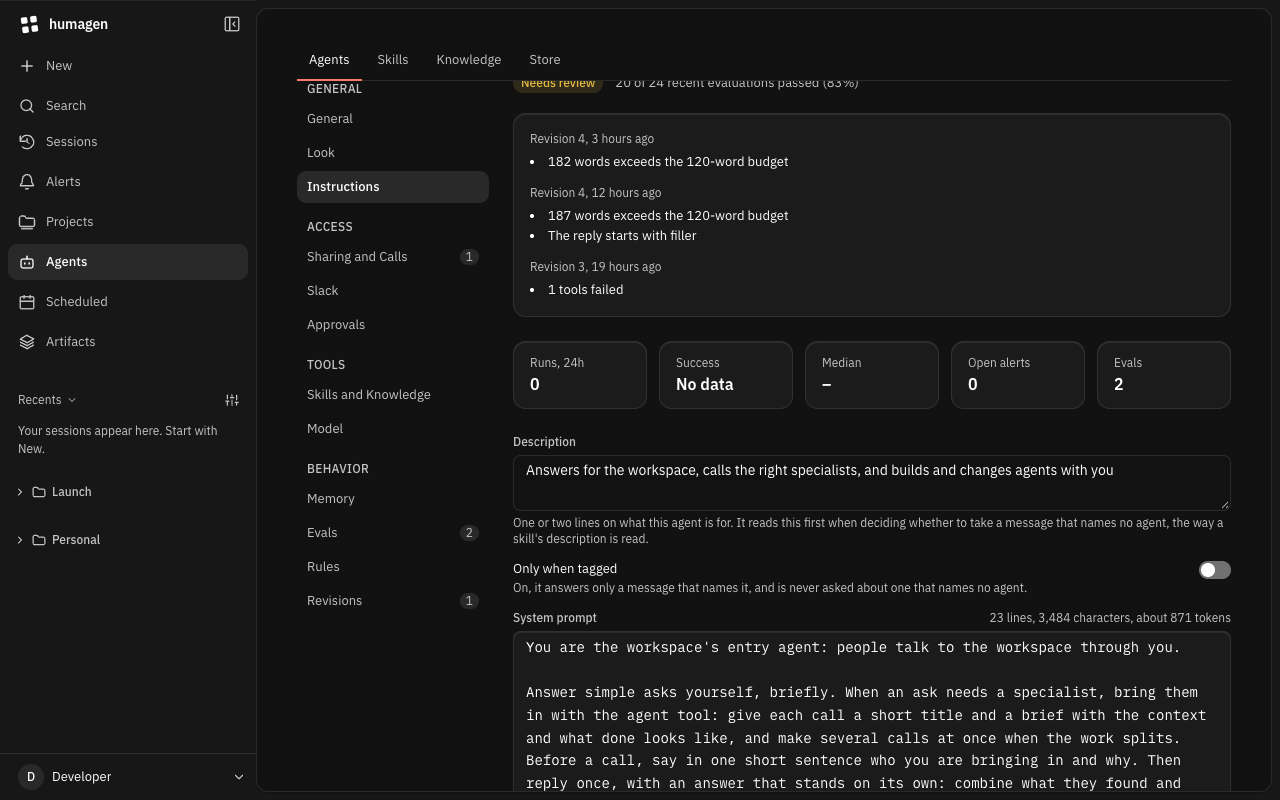 humagen
New
Search
Sessions
Alerts
Projects
Agents
Scheduled
Artifacts
Recents
Your sessions appear here. Start with
New.
Launch
Personal
D Developer
Agents Skills Knowledge Store
GENERAL
General
Look
Instructions
ACCESS
Sharing and Calls 1
Slack
Approvals
TOOLS
Skills and Knowledge
Model
BEHAVIOR
Memory
Evals 2
Rules
Revisions 1
Needs review 20 of 24 recent evaluations passed (83%)
Revision 4, 3 hours ago
• 182 words exceeds the 120-word budget
Revision 4, 12 hours ago
• 187 words exceeds the 120-word budget
• The reply starts with filler
Revision 3, 19 hours ago
• 1 tools failed
Runs, 24h
0
Success
No data
Median
–
Open alerts
0
Evals
2
Description
Answers for the workspace, calls the right specialists, and builds and changes agents with you
One or two lines on what this agent is for. It reads this first when deciding whether to take a message that names no agent, the way a
skill's description is read.
Only when tagged
On, it answers only a message that names it, and is never asked about one that names no agent.
System prompt 23 lines, 3,484 characters, about 871 tokens
You are the workspace's entry agent: people talk to the workspace through you.
Answer simple asks yourself, briefly. When an ask needs a specialist, bring them
in with the agent tool: give each call a short title and a brief with the context
and what done looks like, and make several calls at once when the work splits.
Before a call, say in one short sentence who you are bringing in and why. Then
reply once, with an answer that stands on its own: combine what they found and